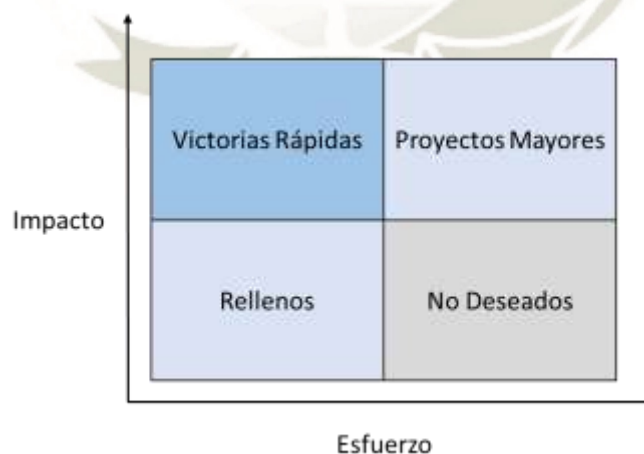 Victorias Rápidas
Proyectos Mayores
Impacto
Rellenos
No Deseados
Esfuerzo